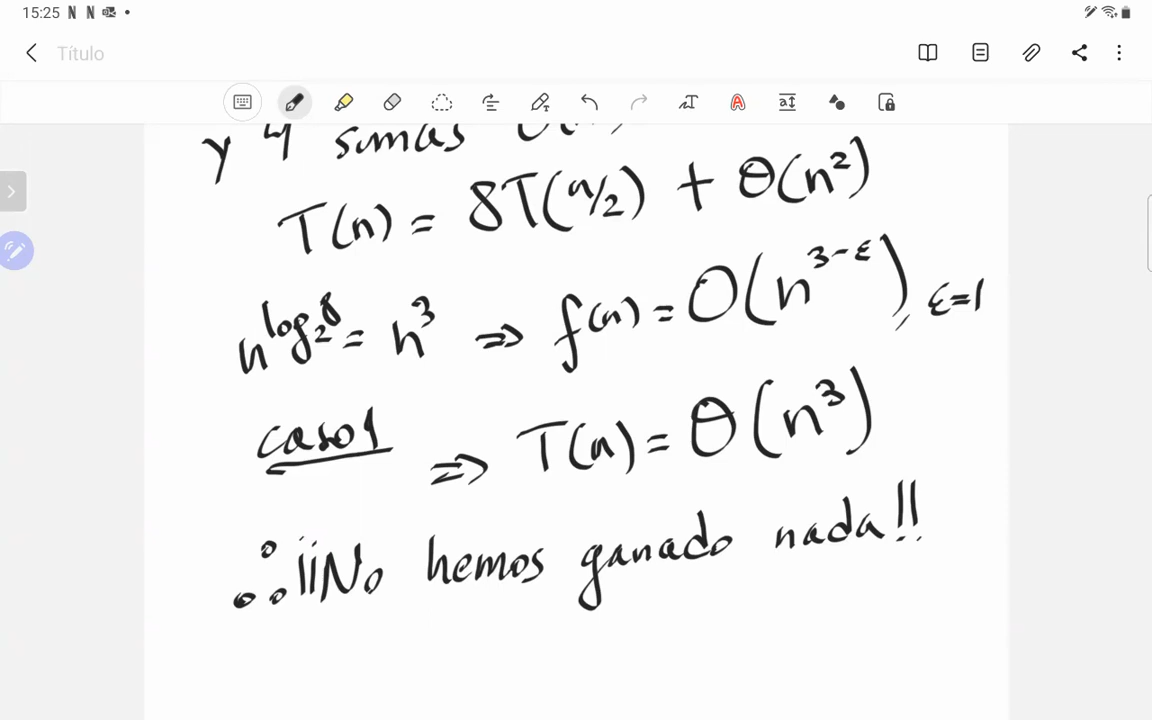 15:25
Título
y 4 sumas
T(n) = 8T(n/2) + Θ(n²)
n^log₂8 = n³ ⇒ f(n) = O(n^(3-ε)), ε=1
caso 1 ⇒ T(n) = Θ(n³)
∴ ¡¡No hemos ganado nada!!